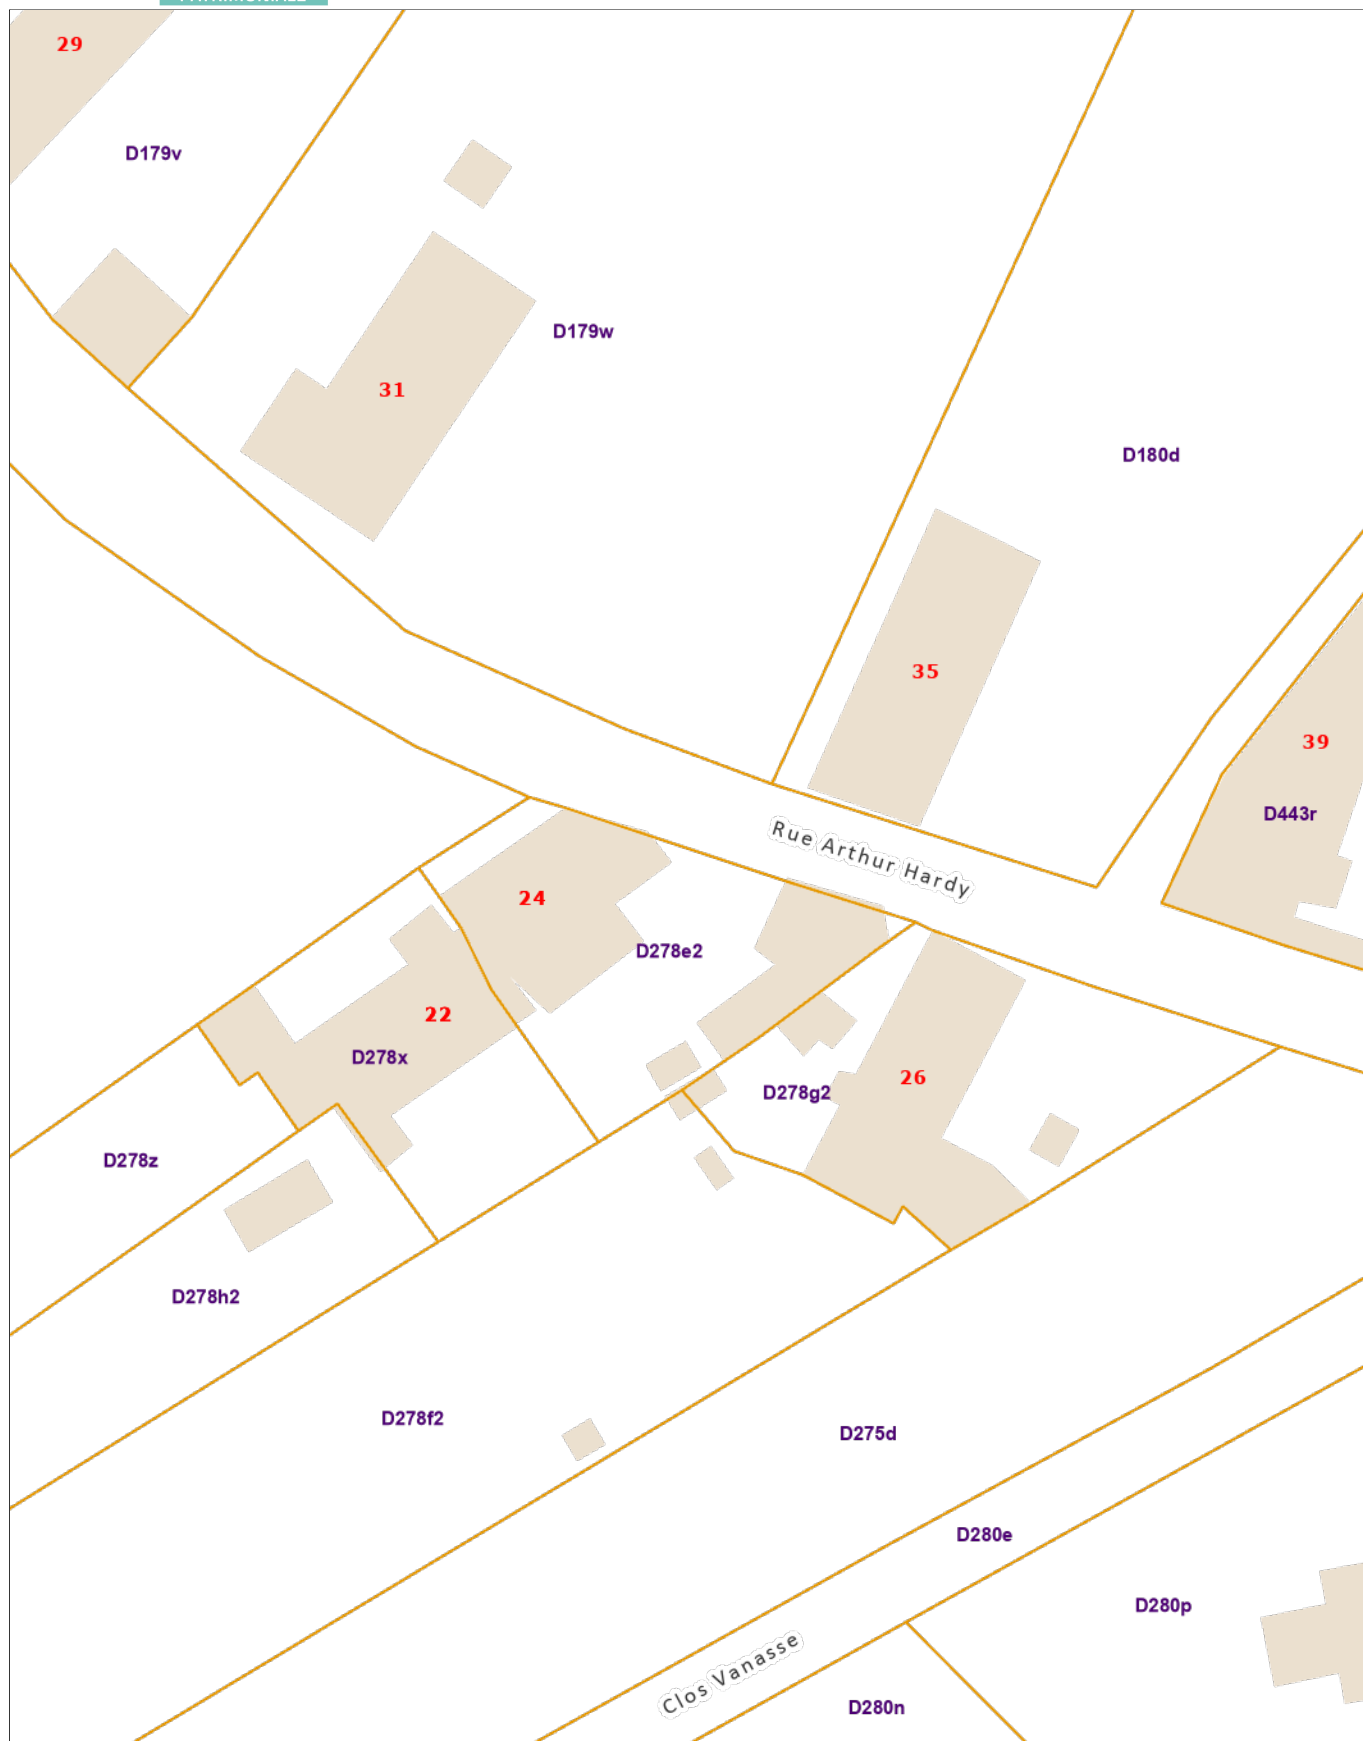 29
D179v
D179w
31
D180d
35
39
D443r
Rue Arthur Hardy
24
D278e2
22
D278x
26
D278g2
D278z
D278h2
D278f2
D275d
D280e
D280p
Clos Vanasse
D280n